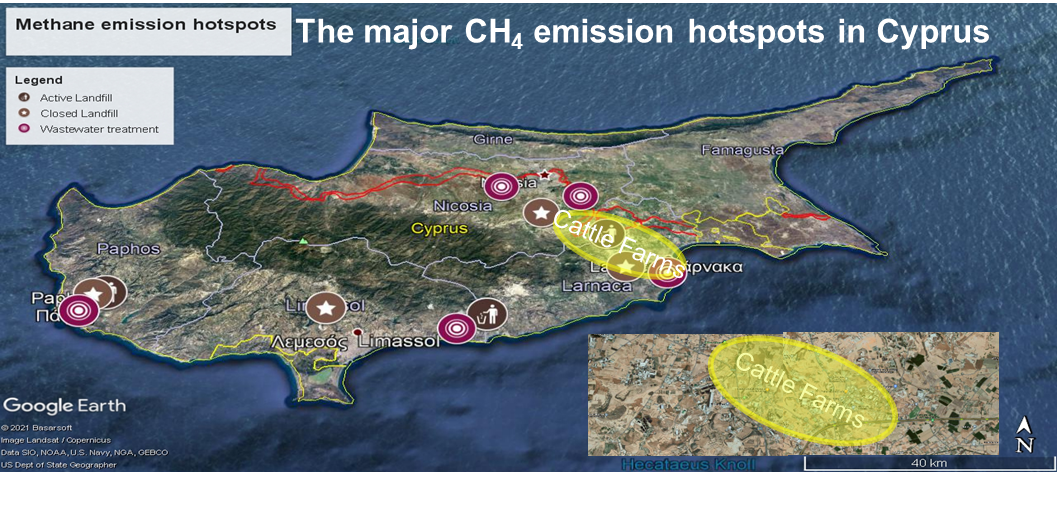 Methane emission hotspots
The major CH₄ emission hotspots in Cyprus
Legend
Active Landfill
Closed Landfill
Wastewater treatment
Girne
Famagusta
Nicosia
Cyprus
Cattle Farms
Paphos
Larnaca
Λεμεσός Limassol
Cattle Farms
Google Earth
© 2021 Basarsoft
Image Landsat / Copernicus
Data SIO, NOAA, U.S. Navy, NGA, GEBCO
US Dept of State Geographer
Hecataeus Knoll
40 km
N